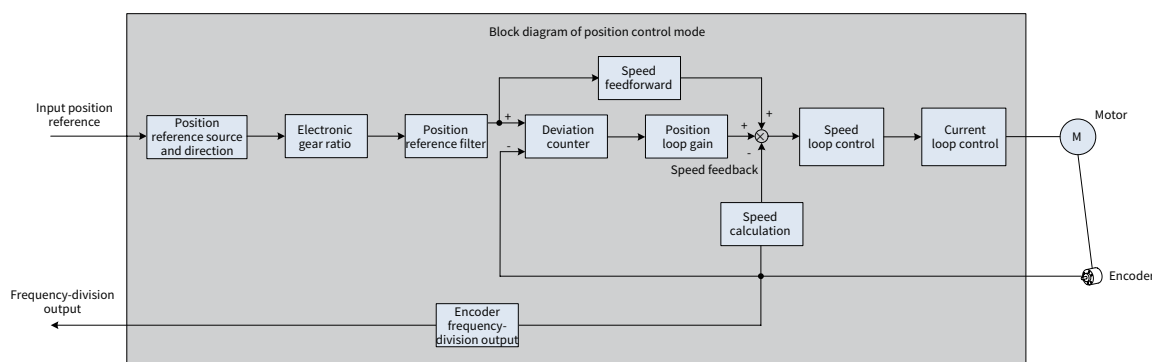 Block diagram of position control mode
Speed
feedforward
Input position
reference
Position
reference source
and direction
Electronic
gear ratio
Position
reference filter
+
-
Deviation
counter
Position
loop gain
+
+
-
Speed feedback
Speed
loop control
Current
loop control
Motor
M
Speed
calculation
Encoder
Frequency-division
output
Encoder
frequency-
division output